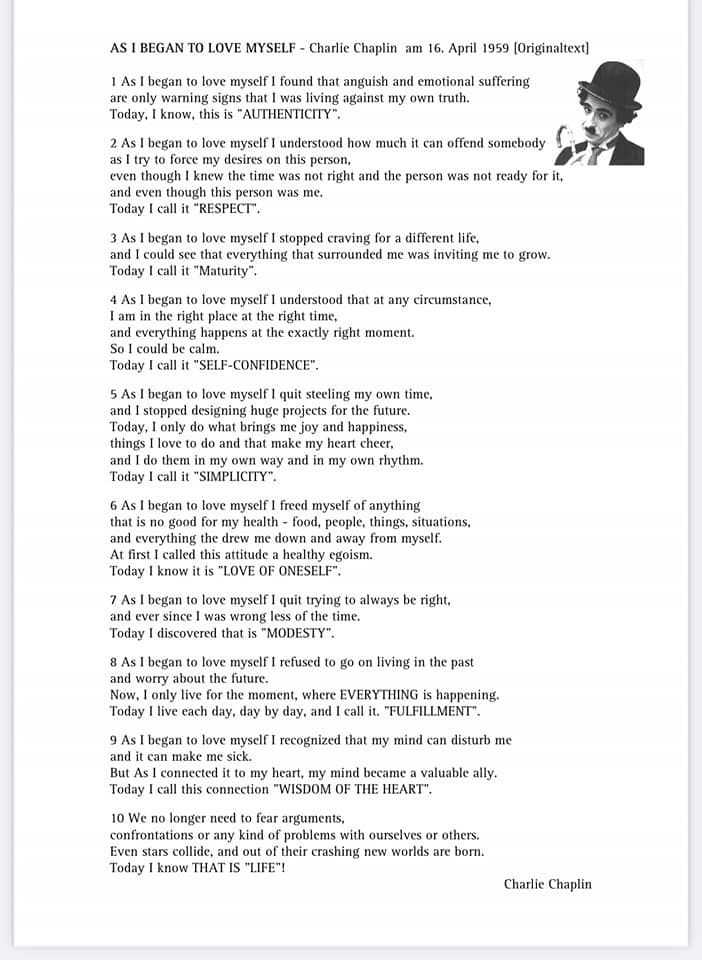 AS I BEGAN TO LOVE MYSELF - Charlie Chaplin am 16. April 1959 [Originaltext]
1 As I began to love myself I found that anguish and emotional suffering
are only warning signs that I was living against my own truth.
Today, I know, this is "AUTHENTICITY".
2 As I began to love myself I understood how much it can offend somebody
as I try to force my desires on this person,
even though I knew the time was not right and the person was not ready for it,
and even though this person was me.
Today I call it "RESPECT".
3 As I began to love myself I stopped craving for a different life,
and I could see that everything that surrounded me was inviting me to grow.
Today I call it "Maturity".
4 As I began to love myself I understood that at any circumstance,
I am in the right place at the right time,
and everything happens at the exactly right moment.
So I could be calm.
Today I call it "SELF-CONFIDENCE".
5 As I began to love myself I quit steeling my own time,
and I stopped designing huge projects for the future.
Today, I only do what brings me joy and happiness,
things I love to do and that make my heart cheer,
and I do them in my own way and in my own rhythm.
Today I call it "SIMPLICITY".
6 As I began to love myself I freed myself of anything
that is no good for my health - food, people, things, situations,
and everything the drew me down and away from myself.
At first I called this attitude a healthy egoism.
Today I know it is "LOVE OF ONESELF".
7 As I began to love myself I quit trying to always be right,
and ever since I was wrong less of the time.
Today I discovered that is "MODESTY".
8 As I began to love myself I refused to go on living in the past
and worry about the future.
Now, I only live for the moment, where EVERYTHING is happening.
Today I live each day, day by day, and I call it. "FULFILLMENT".
9 As I began to love myself I recognized that my mind can disturb me
and it can make me sick.
But As I connected it to my heart, my mind became a valuable ally.
Today I call this connection "WISDOM OF THE HEART".
10 We no longer need to fear arguments,
confrontations or any kind of problems with ourselves or others.
Even stars collide, and out of their crashing new worlds are born.
Today I know THAT IS "LIFE"!
Charlie Chaplin